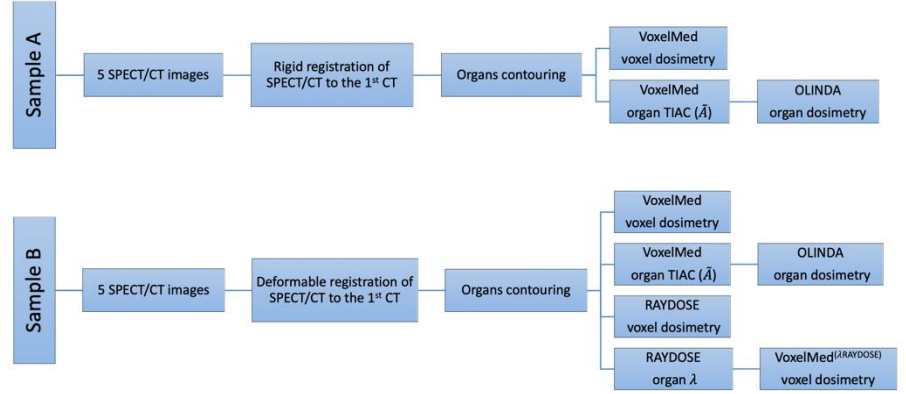 Sample A
5 SPECT/CT images
Rigid registration of
SPECT/CT to the 1st CT
Organs contouring
VoxelMed
voxel dosimetry
VoxelMed
organ TIAC (Ã)
OLINDA
organ dosimetry
Sample B
5 SPECT/CT images
Deformable registration of
SPECT/CT to the 1st CT
Organs contouring
VoxelMed
voxel dosimetry
VoxelMed
organ TIAC (Ã)
OLINDA
organ dosimetry
RAYDOSE
voxel dosimetry
RAYDOSE
organ λ
VoxelMed(λRAYDOSE)
voxel dosimetry